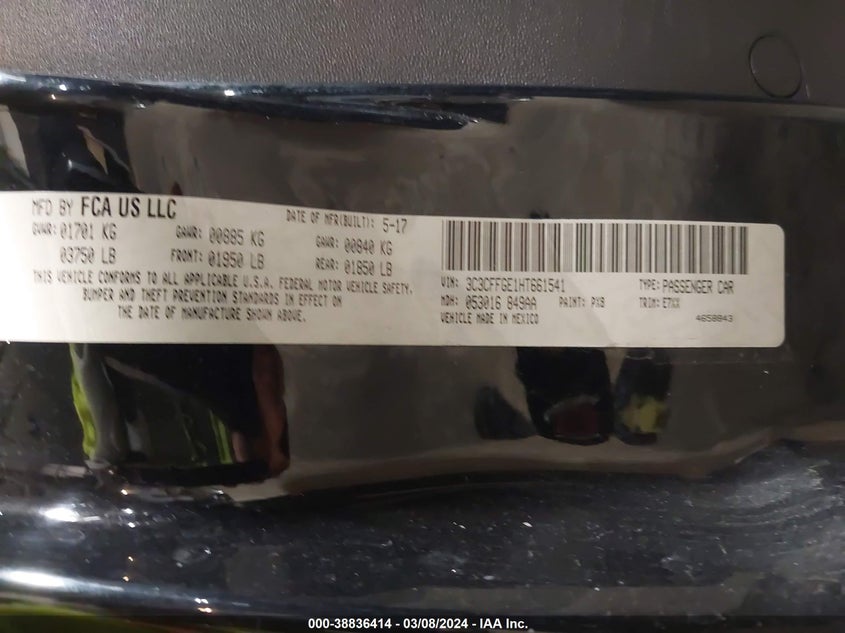 MFD BY FCA US LLC
DATE OF MFR(BUILT): 5-17
GVWR: 01701 KG
GAWR: 00885 KG
GAWR: 00840 KG
03750 LB
FRONT: 01950 LB
REAR: 01850 LB
THIS VEHICLE CONFORMS TO ALL APPLICABLE U.S.A. FEDERAL MOTOR VEHICLE SAFETY,
BUMPER AND THEFT PREVENTION STANDARDS IN EFFECT ON
THE DATE OF MANUFACTURE SHOWN ABOVE.
VIN: 3C3CFFGE1HT661541
TYPE: PASSENGER CAR
MDH: 053016 849AA
PAINT: PX8
TRIM: ETXX
VEHICLE MADE IN MEXICO
4658843
000-38836414 - 03/08/2024 - IAA Inc.